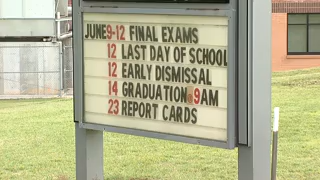 JUNE 9-12 FINAL EXAMS
12 LAST DAY OF SCHOOL
12 EARLY DISMISSAL
14 GRADUATION 9AM
23 REPORT CARDS